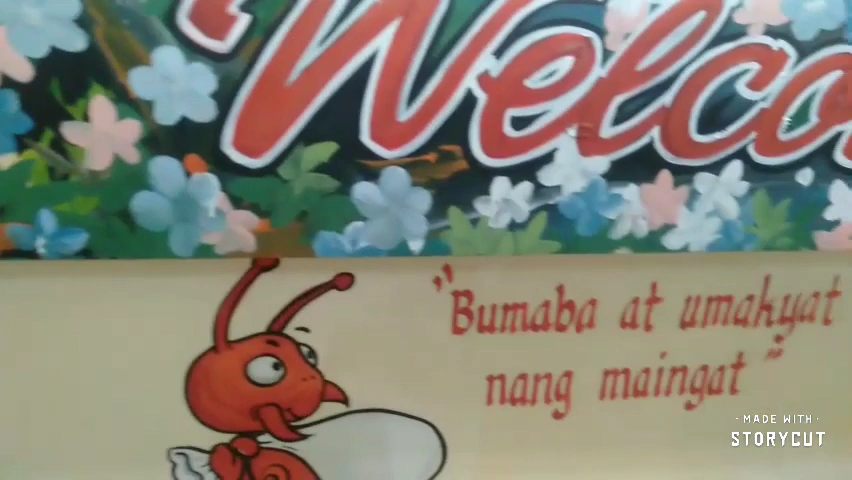 Welco
"Bumaba at umakyat
nang maingat"
· MADE WITH ·
STORYCUT